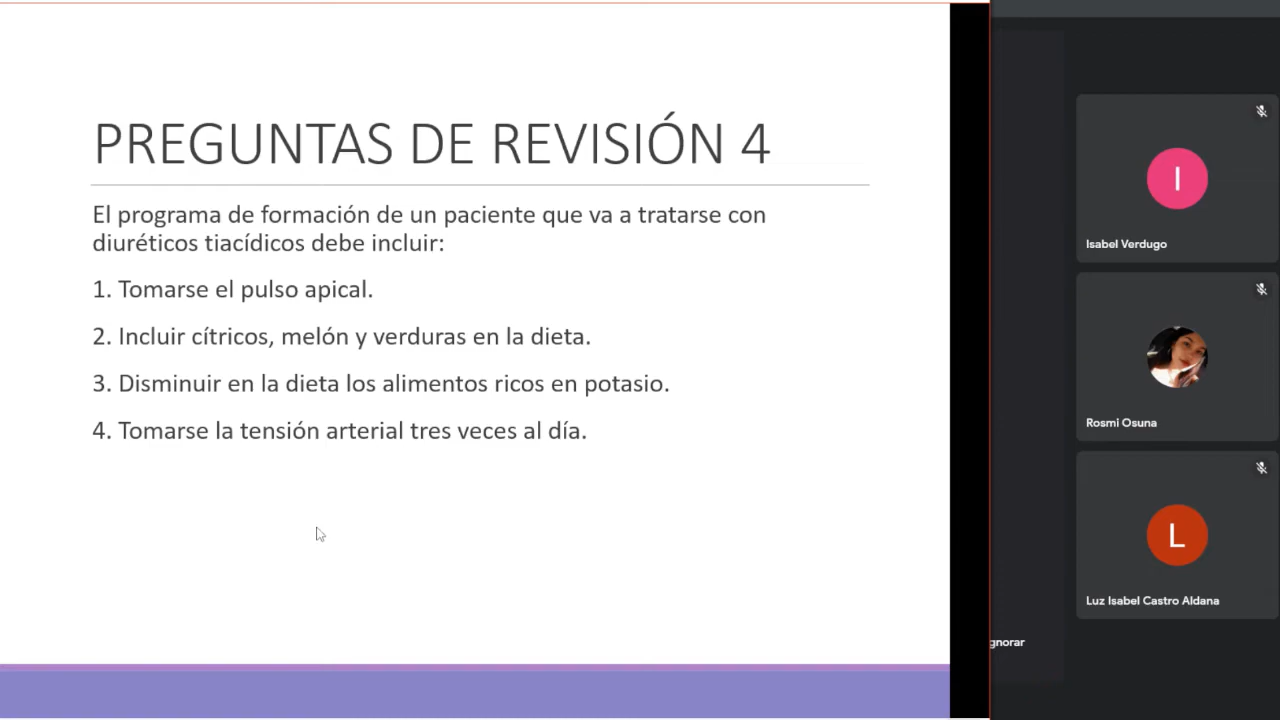 PREGUNTAS DE REVISIÓN 4
El programa de formación de un paciente que va a tratarse con
diuréticos tiacídicos debe incluir:
1. Tomarse el pulso apical.
2. Incluir cítricos, melón y verduras en la dieta.
3. Disminuir en la dieta los alimentos ricos en potasio.
4. Tomarse la tensión arterial tres veces al día.
I
Isabel Verdugo
Rosmi Osuna
L
Luz Isabel Castro Aldana
gnorar